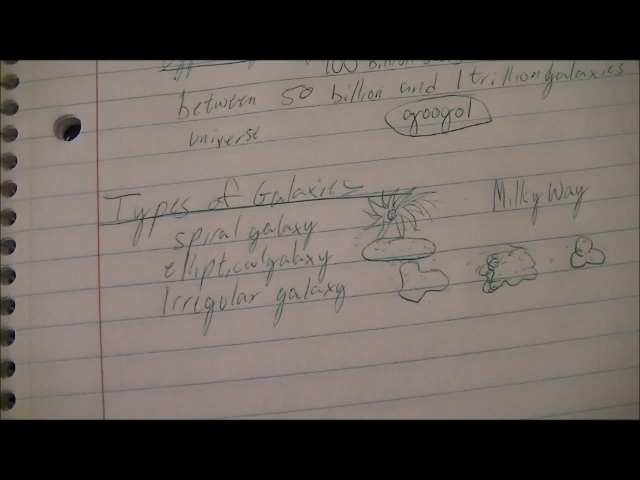 100 billion
between 50 billion and 1 trillion galaxies
universe
googol
Types of Galaxies
Milky Way
spiral galaxy
elliptical galaxy
Irregular galaxy